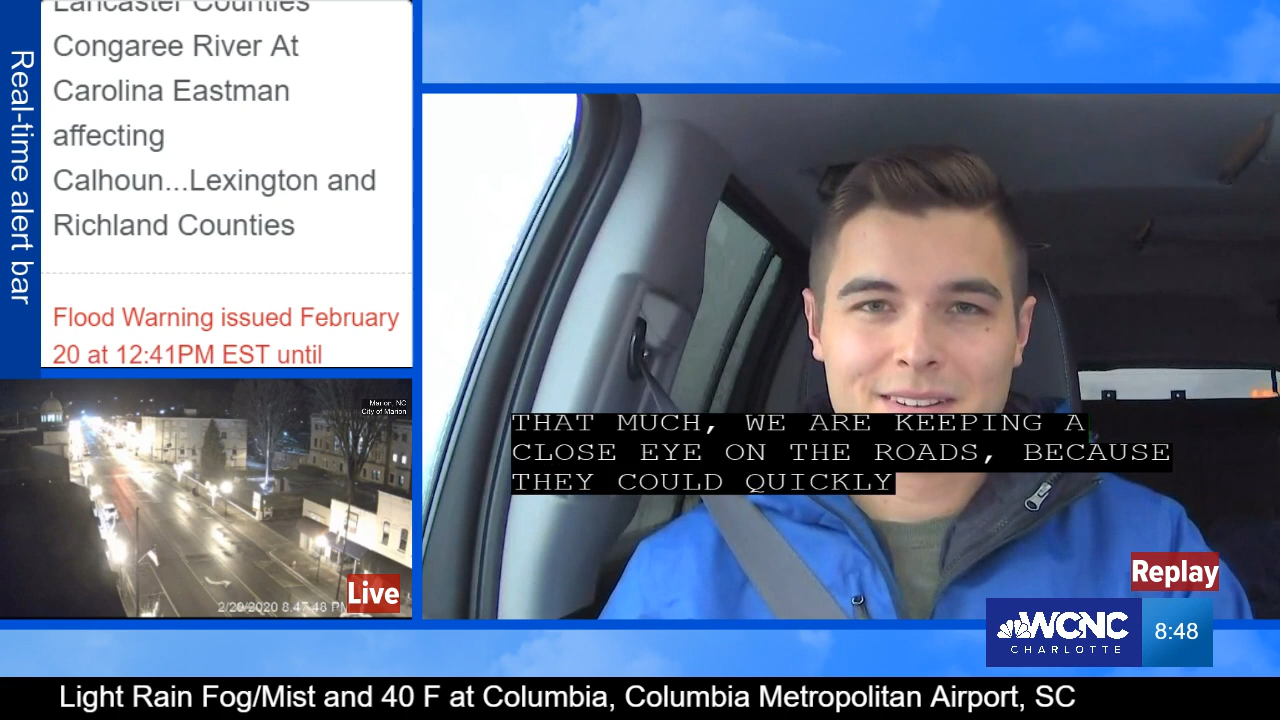 Real-time alert bar
Lancaster Counties
Congaree River At
Carolina Eastman
affecting
Calhoun...Lexington and
Richland Counties
Flood Warning issued February
20 at 12:41PM EST until
Marion, NC
City of Marion
2/20/2020 8:47:48 PM
Live
THAT MUCH, WE ARE KEEPING A
CLOSE EYE ON THE ROADS, BECAUSE
THEY COULD QUICKLY
Replay
WCNC
CHARLOTTE
8:48
Light Rain Fog/Mist and 40 F at Columbia, Columbia Metropolitan Airport, SC